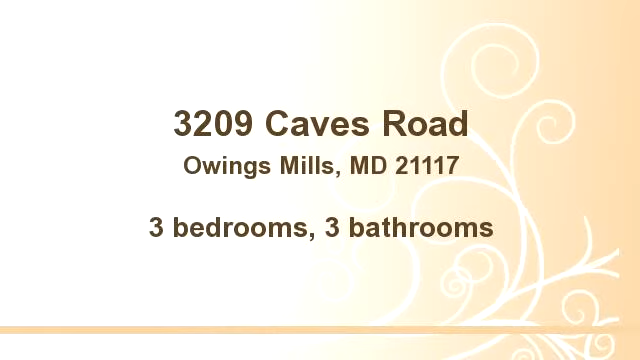 3209 Caves Road
Owings Mills, MD 21117
3 bedrooms, 3 bathrooms